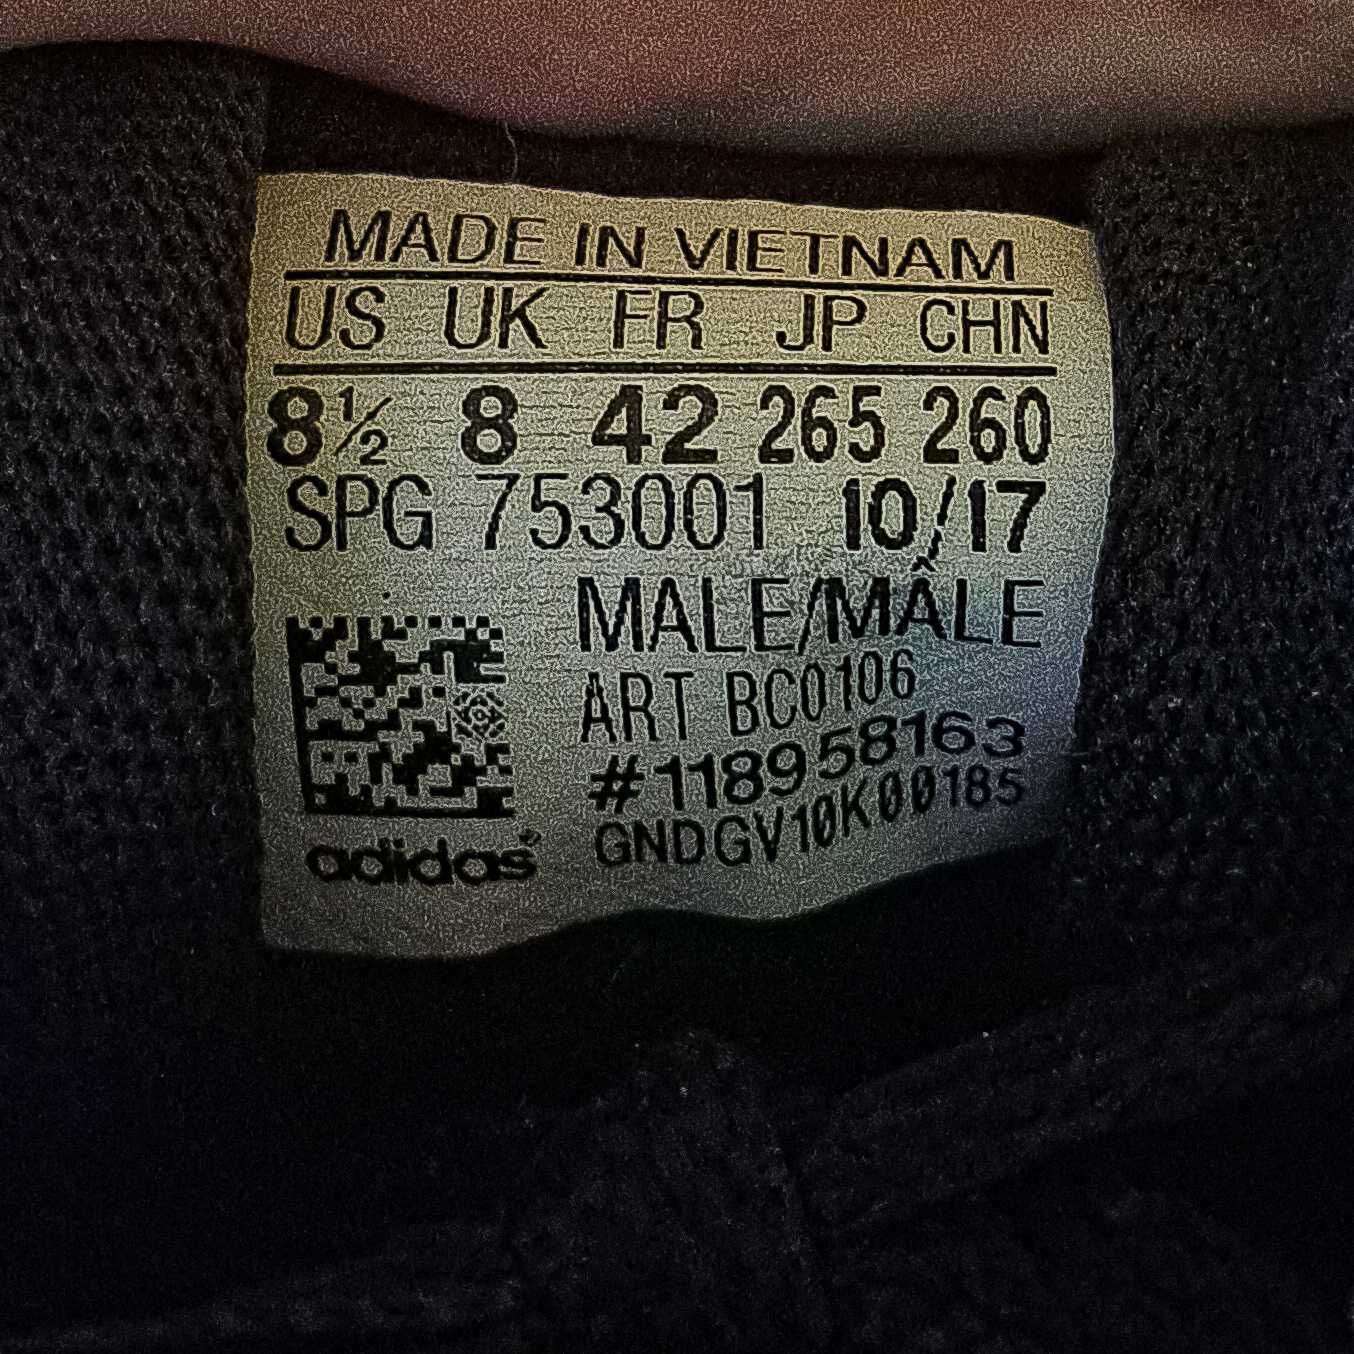 MADE IN VIETNAM
US UK FR JP CHN
8½ 8 42 265 260
SPG 753001 10/17
MALE/MÂLE
ART BC0106
#118958163
GNDGV10K00185
adidas